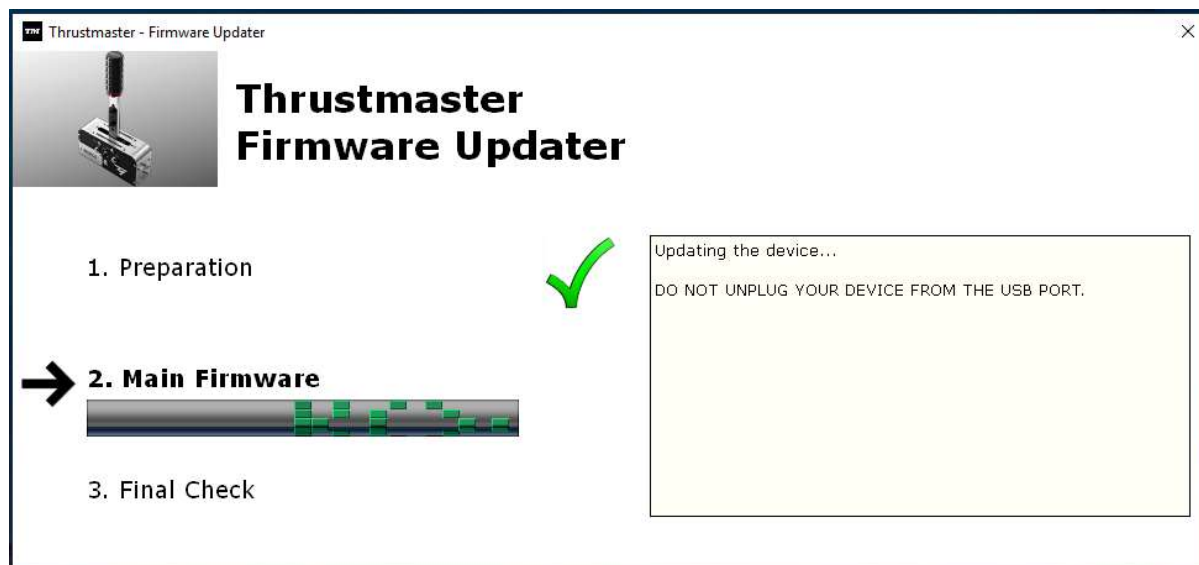 Thrustmaster - Firmware Updater
Thrustmaster
Firmware Updater
1. Preparation
Updating the device...
DO NOT UNPLUG YOUR DEVICE FROM THE USB PORT.
2. Main Firmware
3. Final Check